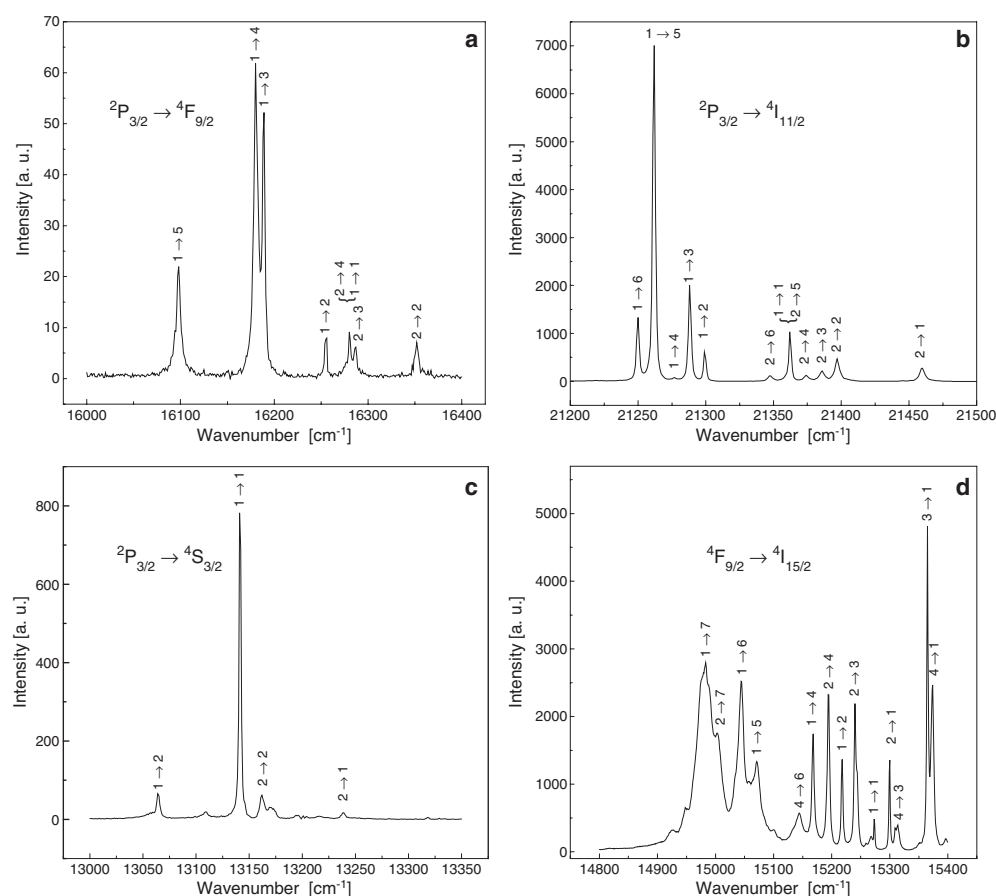 a
²P₃/₂ → ⁴F₉/₂
Intensity [a. u.]
70
60
50
40
30
20
10
0
1 → 5
1 → 4
1 → 3
1 → 2
2 → 4
1 → 1
2 → 3
2 → 2
16000
16100
16200
16300
16400
Wavenumber [cm⁻¹]
b
²P₃/₂ → ⁴I₁₁/₂
Intensity [a. u.]
7000
6000
5000
4000
3000
2000
1000
0
1 → 6
1 → 5
1 → 4
1 → 3
1 → 2
2 → 6
1 → 1
2 → 5
2 → 4
2 → 3
2 → 2
2 → 1
21200
21250
21300
21350
21400
21450
21500
Wavenumber [cm⁻¹]
c
²P₃/₂ → ⁴S₃/₂
Intensity [a. u.]
800
600
400
200
0
1 → 2
1 → 1
2 → 2
2 → 1
13000
13050
13100
13150
13200
13250
13300
13350
Wavenumber [cm⁻¹]
d
⁴F₉/₂ → ⁴I₁₅/₂
Intensity [a. u.]
5000
4000
3000
2000
1000
0
1 → 7
2 → 7
1 → 6
1 → 5
4 → 6
1 → 4
2 → 4
1 → 2
2 → 3
1 → 1
2 → 1
4 → 3
3 → 1
4 → 1
14800
14900
15000
15100
15200
15300
15400
Wavenumber [cm⁻¹]